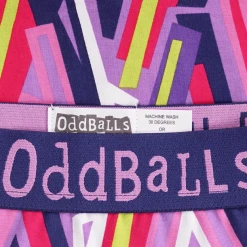 ODDBALLS
MACHINE WASH
30 DEGREES
OR
ODDBALLS